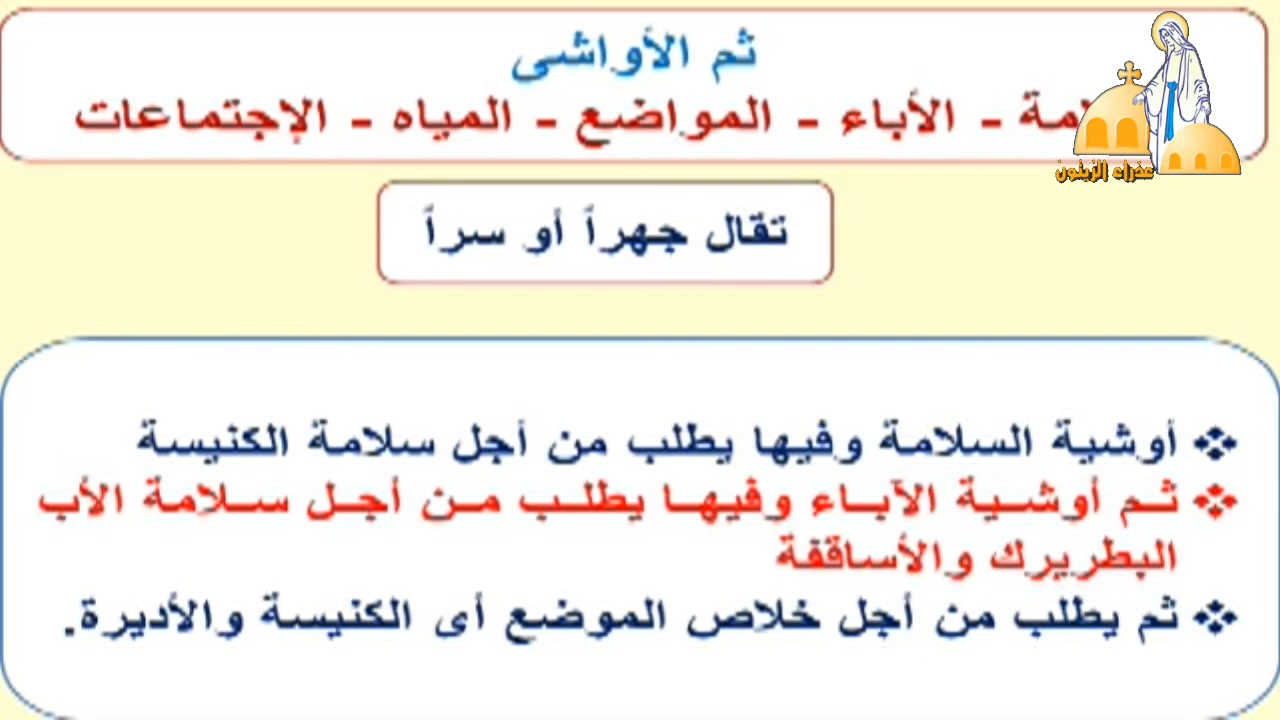 ثم الأواشى
- الأباء - المواضع - المياه - الإجتماعات
عذراء الزيتون
تقال جهراً أو سراً
أوشية السلامة وفيها يطلب من أجل سلامة الكنيسة
ثم أوشية الآباء وفيها يطلب من أجل سلامة الأب
البطريرك والأساقفة
ثم يطلب من أجل خلاص الموضع أى الكنيسة والأديرة.